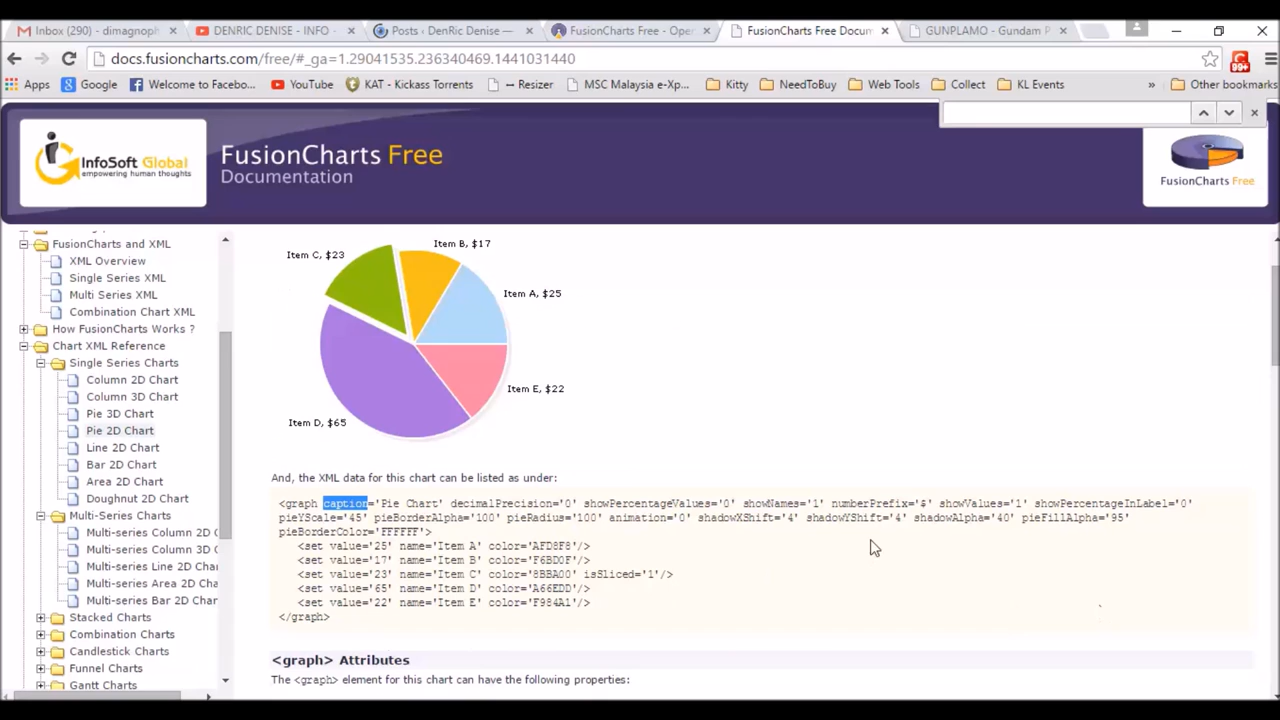 Inbox (290) - dimagnoph
DENRIC DENISE - INFO -
Posts ‹ DenRic Denise —
FusionCharts Free - Open
FusionCharts Free Docum
GUNPLAMO - Gundam P
docs.fusioncharts.com/free/#_ga=1.29041535.236340469.1441031440
99+
Apps
Google
Welcome to Facebo...
YouTube
KAT - Kickass Torrents
↔ Resizer
MSC Malaysia e-Xp...
Kitty
NeedToBuy
Web Tools
Collect
KL Events
»
Other bookmarks
InfoSoft Global
empowering human thoughts
FusionCharts Free
Documentation
FusionCharts Free
FusionCharts and XML
XML Overview
Single Series XML
Multi Series XML
Combination Chart XML
How FusionCharts Works ?
Chart XML Reference
Single Series Charts
Column 2D Chart
Column 3D Chart
Pie 3D Chart
Pie 2D Chart
Line 2D Chart
Bar 2D Chart
Area 2D Chart
Doughnut 2D Chart
Multi-Series Charts
Multi-series Column 2D C
Multi-series Column 3D C
Multi-series Line 2D Char
Multi-series Area 2D Cha
Multi-series Bar 2D Char
Stacked Charts
Combination Charts
Candlestick Charts
Funnel Charts
Gantt Charts
Item B, $17
Item C, $23
Item A, $25
Item E, $22
Item D, $65
And, the XML data for this chart can be listed as under:
<graph caption='Pie Chart' decimalPrecision='0' showPercentageValues='0' showNames='1' numberPrefix='$' showValues='1' showPercentageInLabel='0'
pieYScale='45' pieBorderAlpha='100' pieRadius='100' animation='0' shadowXShift='4' shadowYShift='4' shadowAlpha='40' pieFillAlpha='95'
pieBorderColor='FFFFFF'>
<set value='25' name='Item A' color='AFD8F8'/>
<set value='17' name='Item B' color='F6BD0F'/>
<set value='23' name='Item C' color='8BBA00' isSliced='1'/>
<set value='65' name='Item D' color='A66EDD'/>
<set value='22' name='Item E' color='F984A1'/>
</graph>
<graph> Attributes
The <graph> element for this chart can have the following properties: